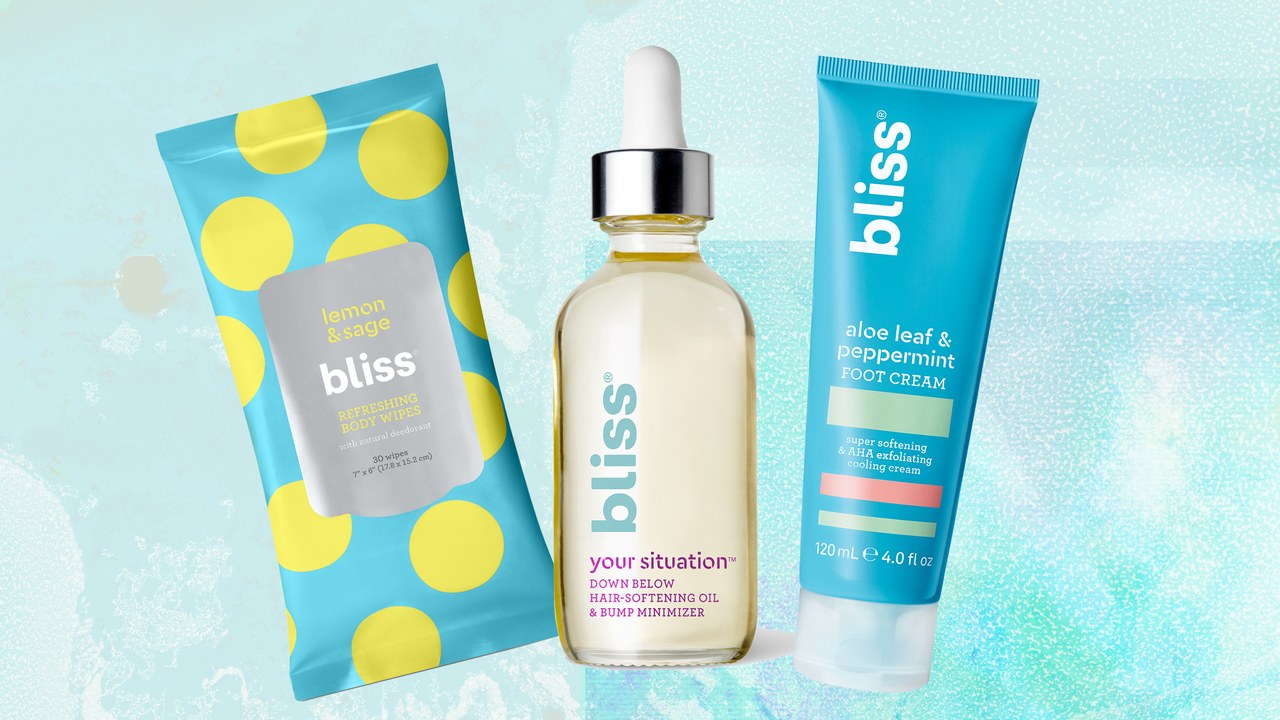 lemon
& sage
bliss
REFRESHING
BODY WIPES
with natural deodorant
30 wipes
7" x 6" (17.8 x 15.2 cm)
bliss®
your situation™
DOWN BELOW
HAIR-SOFTENING OIL
& BUMP MINIMIZER
bliss®
aloe leaf &
peppermint
FOOT CREAM
super softening
& AHA exfoliating
cooling cream
120 mL ℮ 4.0 fl oz